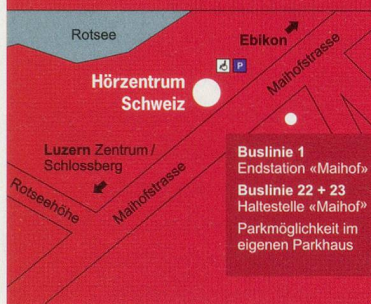 Rotsee
Ebikon
Maihofstrasse
P
Hörzentrum
Schweiz
Luzern Zentrum /
Schlossberg
Rotseehöhe
Maihofstrasse
Buslinie 1
Endstation «Maihof»
Buslinie 22 + 23
Haltestelle «Maihof»
Parkmöglichkeit im
eigenen Parkhaus